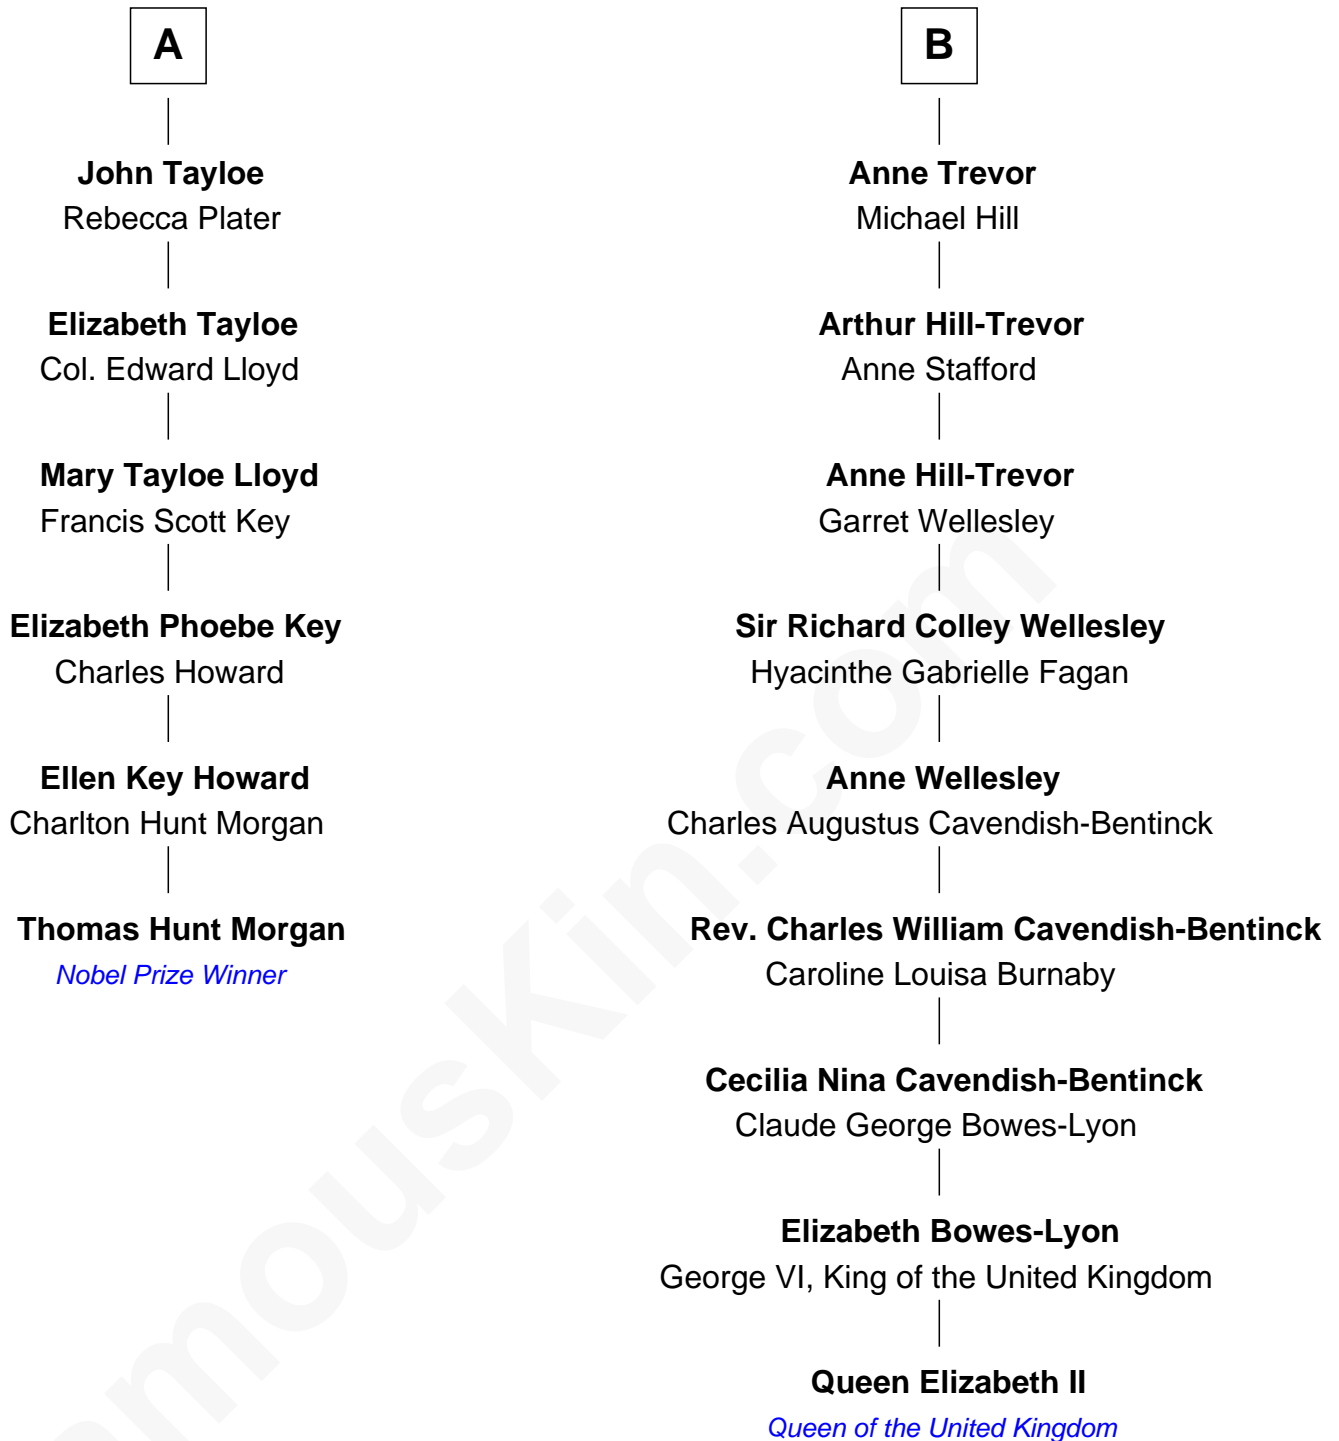 A
John Tayloe
Rebecca Plater
Elizabeth Tayloe
Col. Edward Lloyd
Mary Tayloe Lloyd
Francis Scott Key
Elizabeth Phoebe Key
Charles Howard
Ellen Key Howard
Charlton Hunt Morgan
Thomas Hunt Morgan
Nobel Prize Winner
B
Anne Trevor
Michael Hill
Arthur Hill-Trevor
Anne Stafford
Anne Hill-Trevor
Garret Wellesley
Sir Richard Colley Wellesley
Hyacinthe Gabrielle Fagan
Anne Wellesley
Charles Augustus Cavendish-Bentinck
Rev. Charles William Cavendish-Bentinck
Caroline Louisa Burnaby
Cecilia Nina Cavendish-Bentinck
Claude George Bowes-Lyon
Elizabeth Bowes-Lyon
George VI, King of the United Kingdom
Queen Elizabeth II
Queen of the United Kingdom
amouskin.com